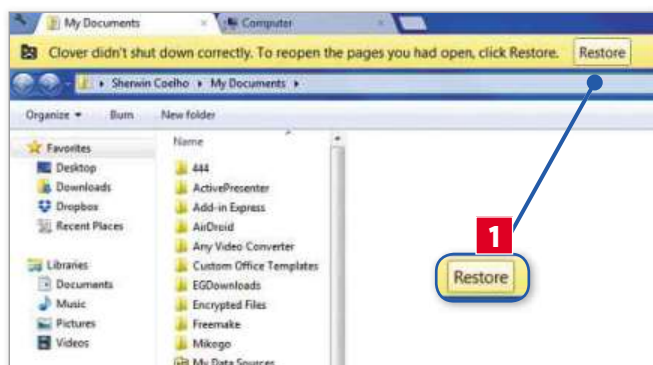 My Documents
Computer
Clover didn't shut down correctly. To reopen the pages you had open, click Restore. Restore
Sherwin Coelho My Documents
Organize Burn New folder
Favorites
Desktop
Downloads
Dropbox
Recent Places
Libraries
Documents
Music
Pictures
Videos
Name
444
ActivePresenter
Add-in Express
AirDroid
Any Video Converter
Custom Office Templates
EGDownloads
Encrypted Files
Freemake
Mikogo
My Data Sources
1
Restore